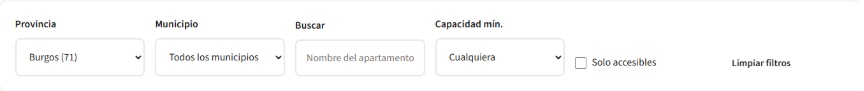 Provincia
Municipio
Buscar
Capacidad mín.
Burgos (71)
Todos los municipios
Nombre del apartamento
Cualquiera
Solo accesibles
Limpiar filtros